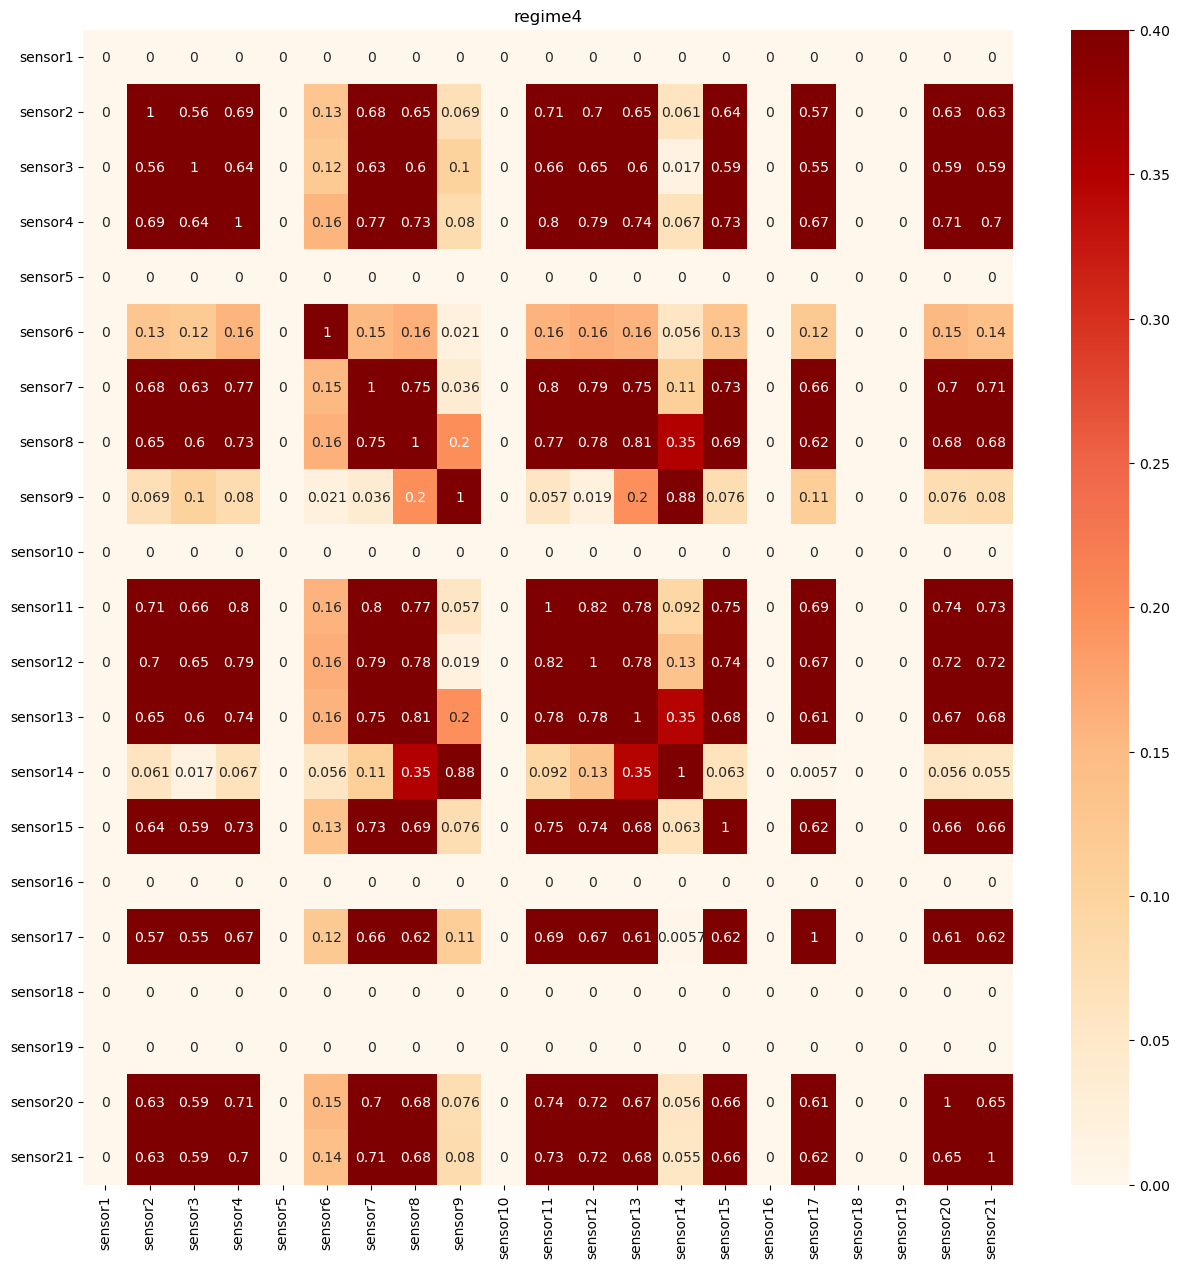 regime4
sensor1 0 0 0 0 0 0 0 0 0 0 0 0 0 0 0 0 0 0 0 0 0 0.40
sensor2 0 1 0.56 0.69 0 0.13 0.68 0.65 0.069 0 0.71 0.7 0.65 0.061 0.64 0 0.57 0 0 0.63 0.63
sensor3 0 0.56 1 0.64 0 0.12 0.63 0.6 0.1 0 0.66 0.65 0.6 0.017 0.59 0 0.55 0 0 0.59 0.59
0.35
sensor4 0 0.69 0.64 1 0 0.16 0.77 0.73 0.08 0 0.8 0.79 0.74 0.067 0.73 0 0.67 0 0 0.71 0.7
sensor5 0 0 0 0 0 0 0 0 0 0 0 0 0 0 0 0 0 0 0 0 0
0.30
sensor6 0 0.13 0.12 0.16 0 1 0.15 0.16 0.021 0 0.16 0.16 0.16 0.056 0.13 0 0.12 0 0 0.15 0.14
sensor7 0 0.68 0.63 0.77 0 0.15 1 0.75 0.036 0 0.8 0.79 0.75 0.11 0.73 0 0.66 0 0 0.7 0.71
sensor8 0 0.65 0.6 0.73 0 0.16 0.75 1 0.2 0 0.77 0.78 0.81 0.35 0.69 0 0.62 0 0 0.68 0.68
0.25
sensor9 0 0.069 0.1 0.08 0 0.021 0.036 0.2 1 0 0.057 0.019 0.2 0.88 0.076 0 0.11 0 0 0.076 0.08
sensor10 0 0 0 0 0 0 0 0 0 0 0 0 0 0 0 0 0 0 0 0 0
sensor11 0 0.71 0.66 0.8 0 0.16 0.8 0.77 0.057 0 1 0.82 0.78 0.092 0.75 0 0.69 0 0 0.74 0.73
0.20
sensor12 0 0.7 0.65 0.79 0 0.16 0.79 0.78 0.019 0 0.82 1 0.78 0.13 0.74 0 0.67 0 0 0.72 0.72
sensor13 0 0.65 0.6 0.74 0 0.16 0.75 0.81 0.2 0 0.78 0.78 1 0.35 0.68 0 0.61 0 0 0.67 0.68
0.15
sensor14 0 0.061 0.017 0.067 0 0.056 0.11 0.35 0.88 0 0.092 0.13 0.35 1 0.063 0 0.0057 0 0 0.056 0.055
sensor15 0 0.64 0.59 0.73 0 0.13 0.73 0.69 0.076 0 0.75 0.74 0.68 0.063 1 0 0.62 0 0 0.66 0.66
sensor16 0 0 0 0 0 0 0 0 0 0 0 0 0 0 0 0 0 0 0 0 0
0.10
sensor17 0 0.57 0.55 0.67 0 0.12 0.66 0.62 0.11 0 0.69 0.67 0.61 0.0057 0.62 0 1 0 0 0.61 0.62
sensor18 0 0 0 0 0 0 0 0 0 0 0 0 0 0 0 0 0 0 0 0 0
0.05
sensor19 0 0 0 0 0 0 0 0 0 0 0 0 0 0 0 0 0 0 0 0 0
sensor20 0 0.63 0.59 0.71 0 0.15 0.7 0.68 0.076 0 0.74 0.72 0.67 0.056 0.66 0 0.61 0 0 1 0.65
sensor21 0 0.63 0.59 0.7 0 0.14 0.71 0.68 0.08 0 0.73 0.72 0.68 0.055 0.66 0 0.62 0 0 0.65 1
0.00
sensor1 sensor2 sensor3 sensor4 sensor5 sensor6 sensor7 sensor8 sensor9 sensor10 sensor11 sensor12 sensor13 sensor14 sensor15 sensor16 sensor17 sensor18 sensor19 sensor20 sensor21